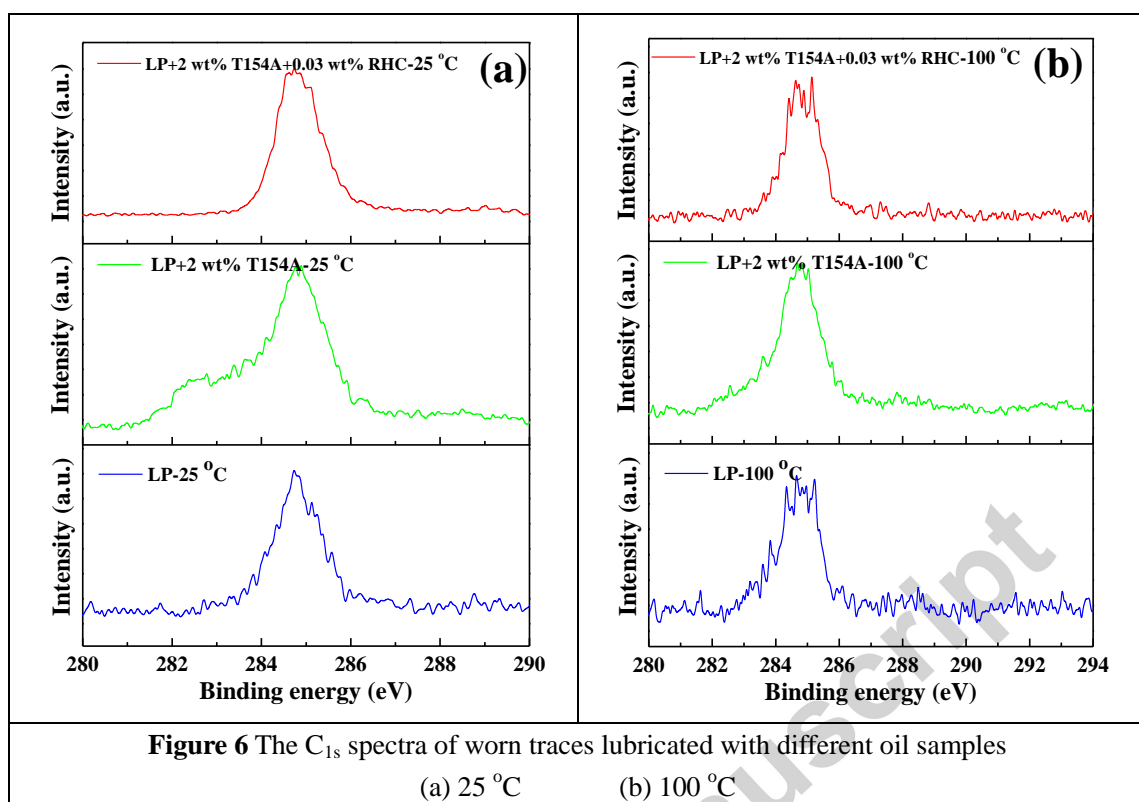 LP+2 wt% T154A+0.03 wt% RHC-25 °C
(a)
Intensity (a.u.)
LP+2 wt% T154A-25 °C
Intensity (a.u.)
LP-25 °C
Intensity (a.u.)
280 282 284 286 288 290
Binding energy (eV)
LP+2 wt% T154A+0.03 wt% RHC-100 °C
(b)
Intensity (a.u.)
LP+2 wt% T154A-100 °C
Intensity (a.u.)
LP-100 °C
Intensity (a.u.)
280 282 284 286 288 290 292 294
Binding energy (eV)
Figure 6 The C1s spectra of worn traces lubricated with different oil samples
(a) 25 °C (b) 100 °C
uscript